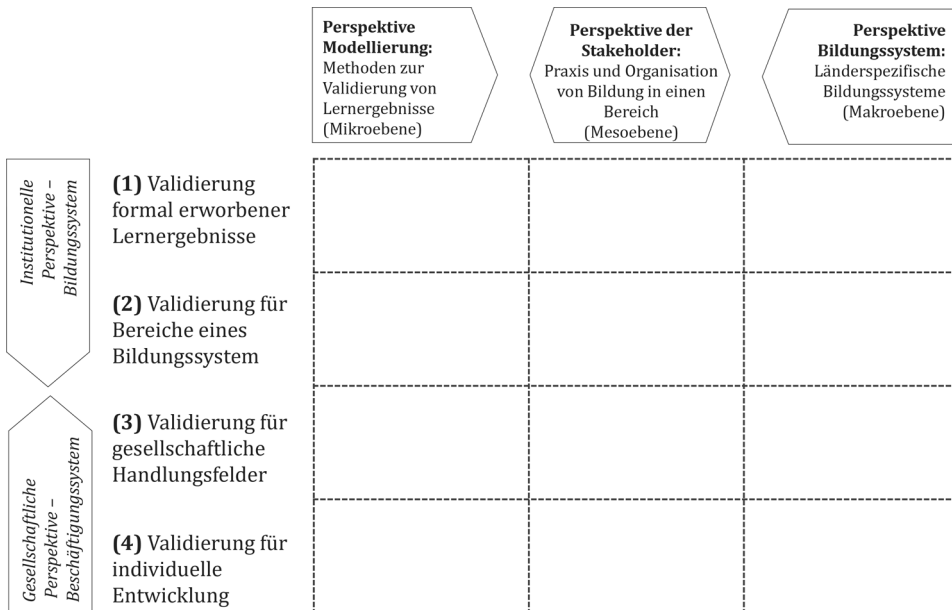 Perspektive
Modellierung:
Methoden zur
Validierung von
Lernergebnisse
(Mikroebene)
Perspektive der
Stakeholder:
Praxis und Organisation
von Bildung in einen
Bereich
(Mesoebene)
Perspektive
Bildungssystem:
Länderspezifische
Bildungssysteme
(Makroebene)
Institutionelle
Perspektive –
Bildungssystem
(1) Validierung
formal erworbener
Lernergebnisse
(2) Validierung für
Bereiche eines
Bildungssystem
Gesellschaftliche
Perspektive –
Beschäftigungssystem
(3) Validierung für
gesellschaftliche
Handlungsfelder
(4) Validierung für
individuelle
Entwicklung